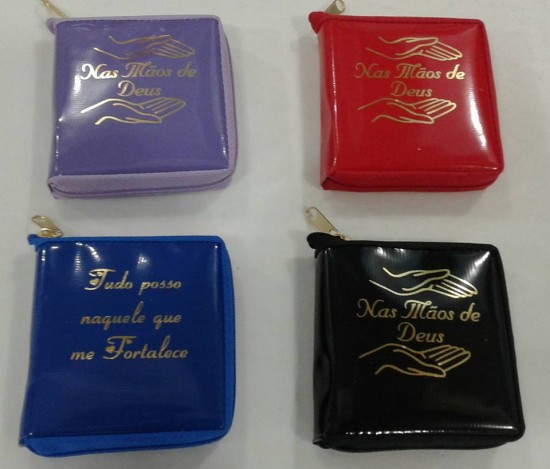 Nas Mãos de
Deus
Nas Mãos de
Deus
Tudo posso
naquele que
me Fortalece
Nas Mãos de
Deus